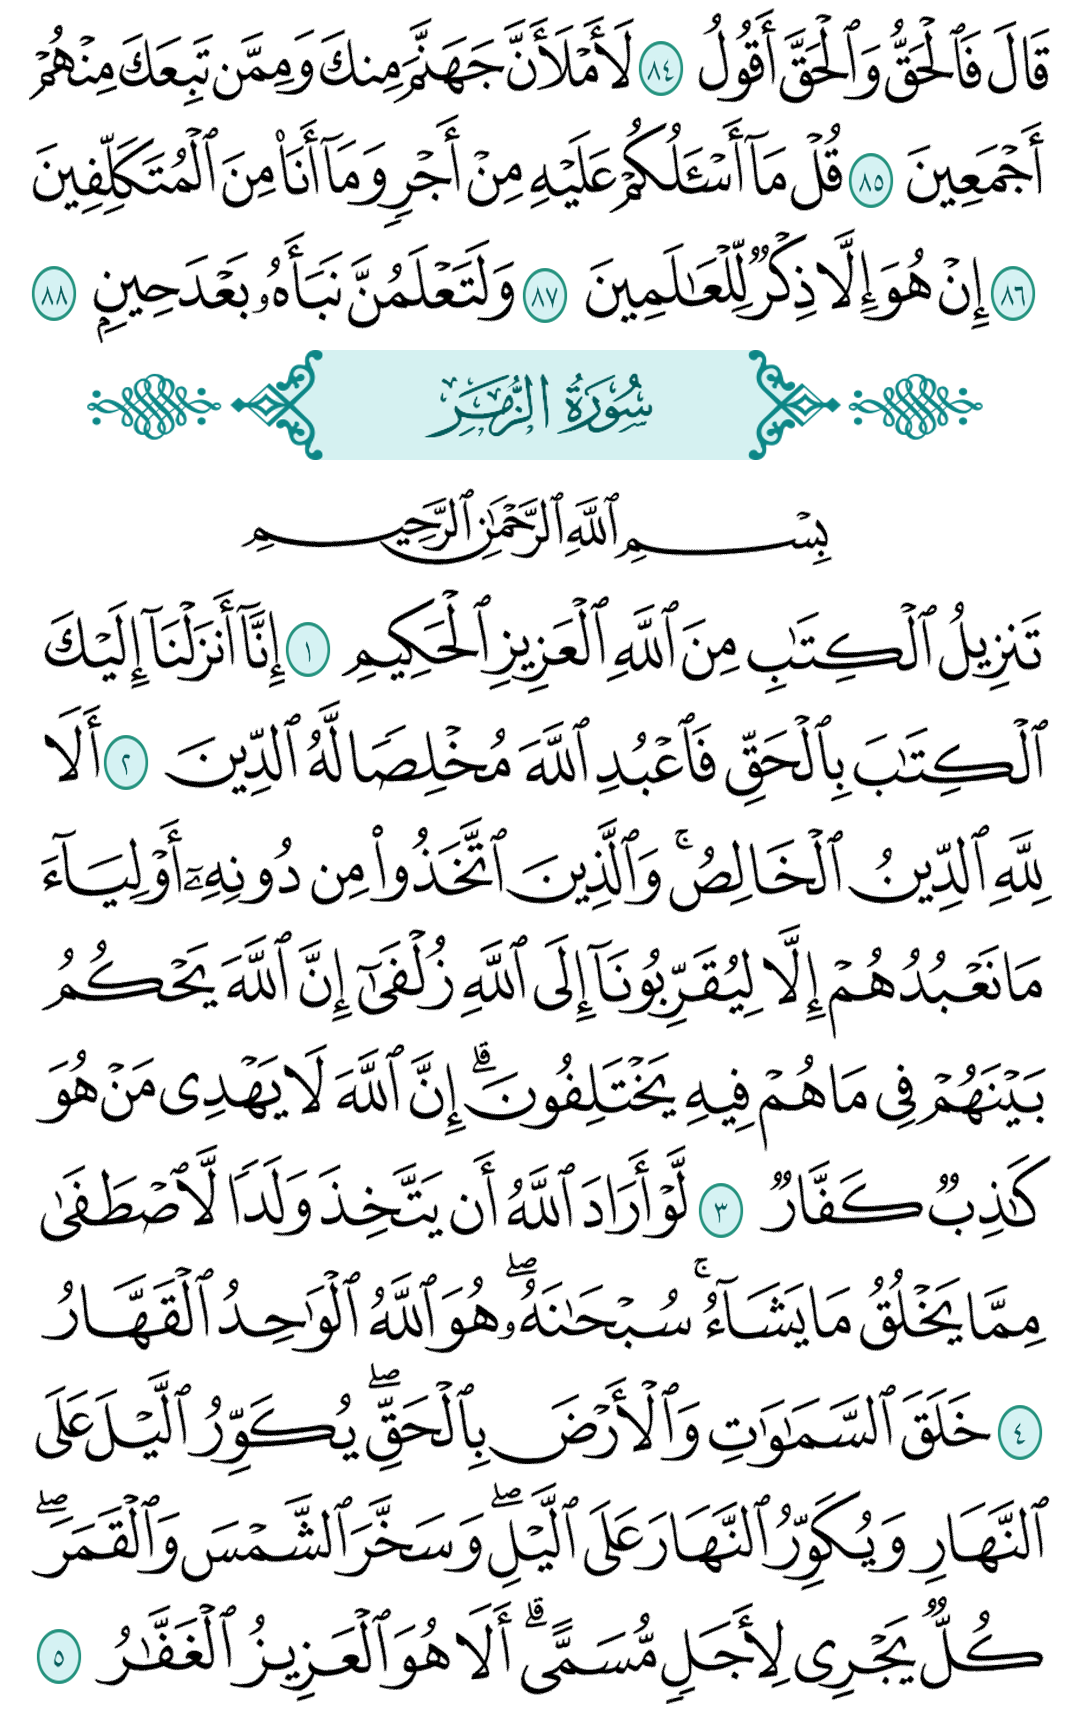 قَالَ فَٱلْحَقُّ وَٱلْحَقَّ أَقُولُ ٨٤ لَأَمْلَأَنَّ جَهَنَّمَ مِنكَ وَمِمَّن تَبِعَكَ مِنْهُمْ
أَجْمَعِينَ ٨٥ قُلْ مَآ أَسْـَٔلُكُمْ عَلَيْهِ مِنْ أَجْرٍ وَمَآ أَنَا۠ مِنَ ٱلْمُتَكَلِّفِينَ
٨٦ إِنْ هُوَ إِلَّا ذِكْرٌ لِّلْعَـٰلَمِينَ ٨٧ وَلَتَعْلَمُنَّ نَبَأَهُۥ بَعْدَ حِينٍۭ ٨٨
سُورَةُ الزُّمَرِ
بِسْمِ ٱللَّهِ ٱلرَّحْمَـٰنِ ٱلرَّحِيمِ
تَنزِيلُ ٱلْكِتَـٰبِ مِنَ ٱللَّهِ ٱلْعَزِيزِ ٱلْحَكِيمِ ١ إِنَّآ أَنزَلْنَآ إِلَيْكَ
ٱلْكِتَـٰبَ بِٱلْحَقِّ فَٱعْبُدِ ٱللَّهَ مُخْلِصًا لَّهُ ٱلدِّينَ ٢ أَلَا
لِلَّهِ ٱلدِّينُ ٱلْخَالِصُ ۚ وَٱلَّذِينَ ٱتَّخَذُوا۟ مِن دُونِهِۦٓ أَوْلِيَآءَ
مَا نَعْبُدُهُمْ إِلَّا لِيُقَرِّبُونَآ إِلَى ٱللَّهِ زُلْفَىٰٓ إِنَّ ٱللَّهَ يَحْكُمُ
بَيْنَهُمْ فِى مَا هُمْ فِيهِ يَخْتَلِفُونَ ۗ إِنَّ ٱللَّهَ لَا يَهْدِى مَنْ هُوَ
كَـٰذِبٌ كَفَّارٌ ٣ لَّوْ أَرَادَ ٱللَّهُ أَن يَتَّخِذَ وَلَدًا لَّٱصْطَفَىٰ
مِمَّا يَخْلُقُ مَا يَشَآءُ ۚ سُبْحَـٰنَهُۥ ۖ هُوَ ٱللَّهُ ٱلْوَٰحِدُ ٱلْقَهَّارُ
٤ خَلَقَ ٱلسَّمَـٰوَٰتِ وَٱلْأَرْضَ بِٱلْحَقِّ ۖ يُكَوِّرُ ٱلَّيْلَ عَلَى
ٱلنَّهَارِ وَيُكَوِّرُ ٱلنَّهَارَ عَلَى ٱلَّيْلِ ۖ وَسَخَّرَ ٱلشَّمْسَ وَٱلْقَمَرَ ۖ
كُلٌّ يَجْرِى لِأَجَلٍ مُّسَمًّى ۗ أَلَا هُوَ ٱلْعَزِيزُ ٱلْغَفَّـٰرُ ٥